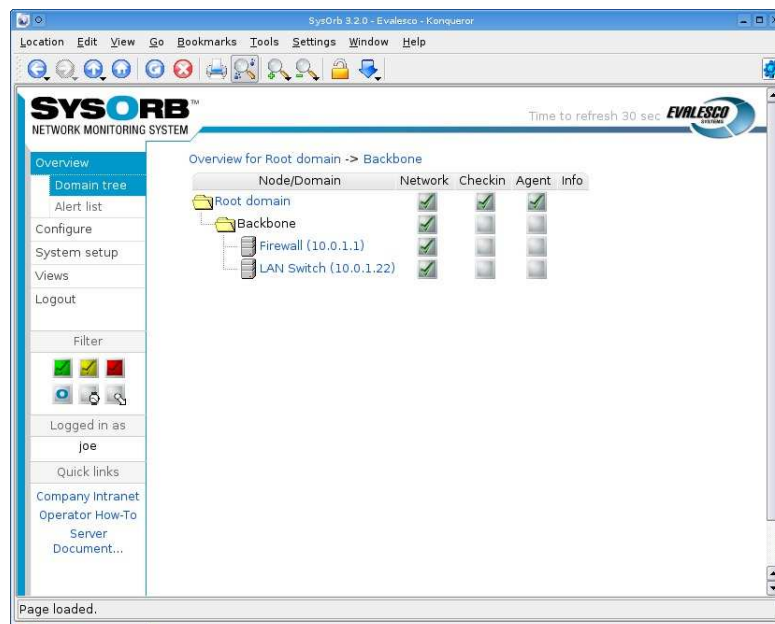 SysOrb 3.2.0 - Evalesco - Konqueror
Location Edit View Go Bookmarks Tools Settings Window Help
SYSORB™
NETWORK MONITORING SYSTEM
Time to refresh 30 sec
EVALESCO
SYSTEMS
Overview
Domain tree
Alert list
Configure
System setup
Views
Logout
Filter
Logged in as
joe
Quick links
Company Intranet
Operator How-To
Server
Document...
Overview for Root domain -> Backbone
Node/Domain Network Checkin Agent Info
Root domain
Backbone
Firewall (10.0.1.1)
LAN Switch (10.0.1.22)
Page loaded.